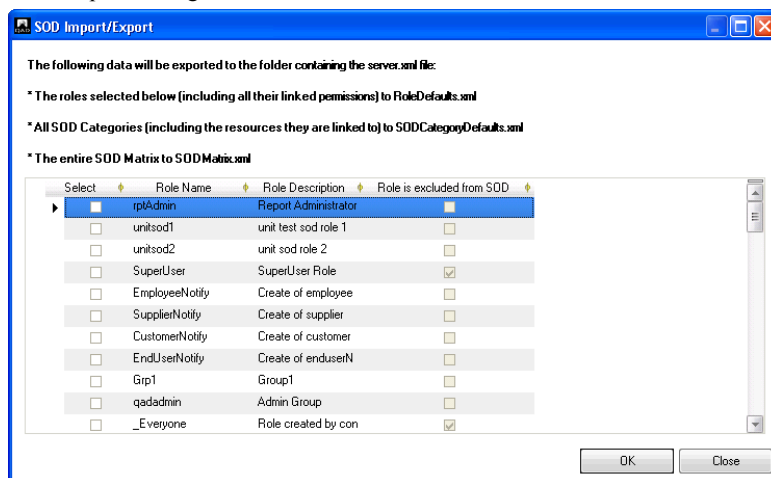 SOD Import/Export
The following data will be exported to the folder containing the server.xml file:
* The roles selected below (including all their linked permissions) to RoleDefaults.xml
* All SOD Categories (including the resources they are linked to) to SODCategoryDefaults.xml
* The entire SOD Matrix to SODMatrix.xml
Select Role Name Role Description Role is excluded from SOD
rptAdmin Report Administrator
unitsod1 unit test sod role 1
unitsod2 unit sod role 2
SuperUser SuperUser Role
EmployeeNotify Create of employee
SupplierNotify Create of supplier
CustomerNotify Create of customer
EndUserNotify Create of enduserN
Grp1 Group1
qadadmin Admin Group
_Everyone Role created by con
OK Close